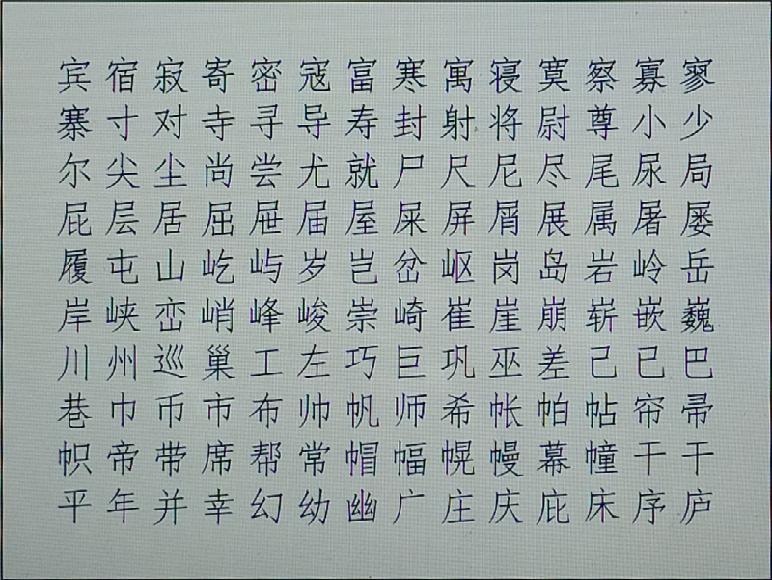 宾宿寂寄密寇富寒寓寝寞察寡寥
寨寸对寺寻导寿封射将尉尊小少
尔尖尘尚尝尤就尸尺尼尽尾尿局
屁层居屈屉届屋屎屏屑展属屠屡
履屯山屹屿岁岂岔岖岗岛岩岭岳
岸峡峦峭峰峻崇崎崔崖崩崭嵌巍
川州巡巢工左巧巨巩巫差己已巴
巷巾币市布帅帆师希帐帕帖帘帚
帜帝带席帮常帽幅幌幔幕幢干干
平年并幸幻幼幽广庄庆庇床序庐